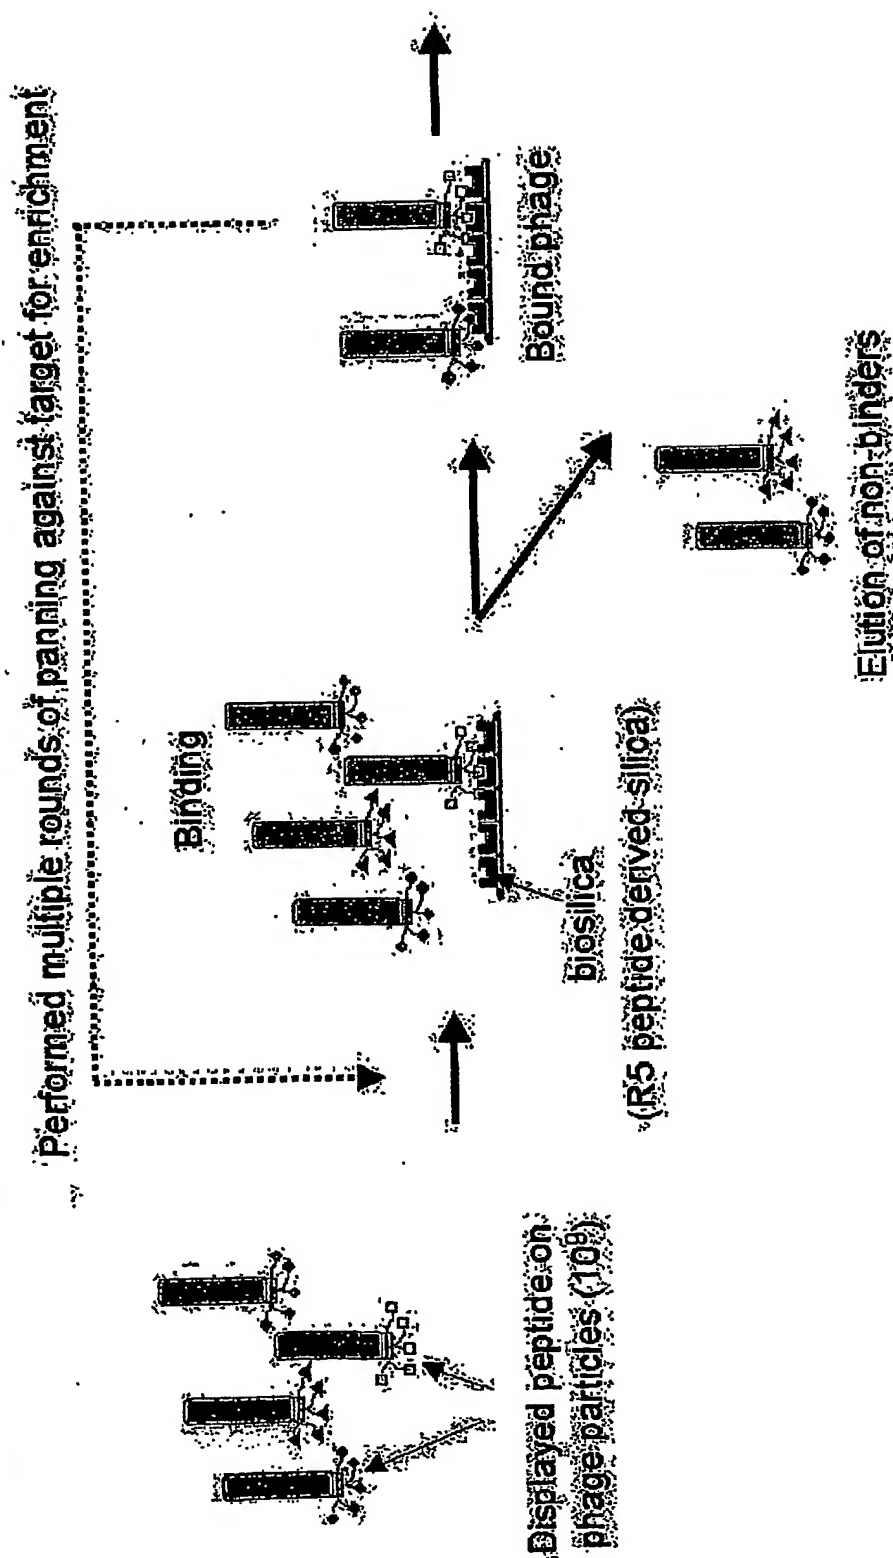 Performed multiple rounds of panning against target for enrichment
Displayed peptide on
phage particles (10⁹)
Binding
biosilica
(R5 peptide derived silica)
Bound phage
Elution of non-binders